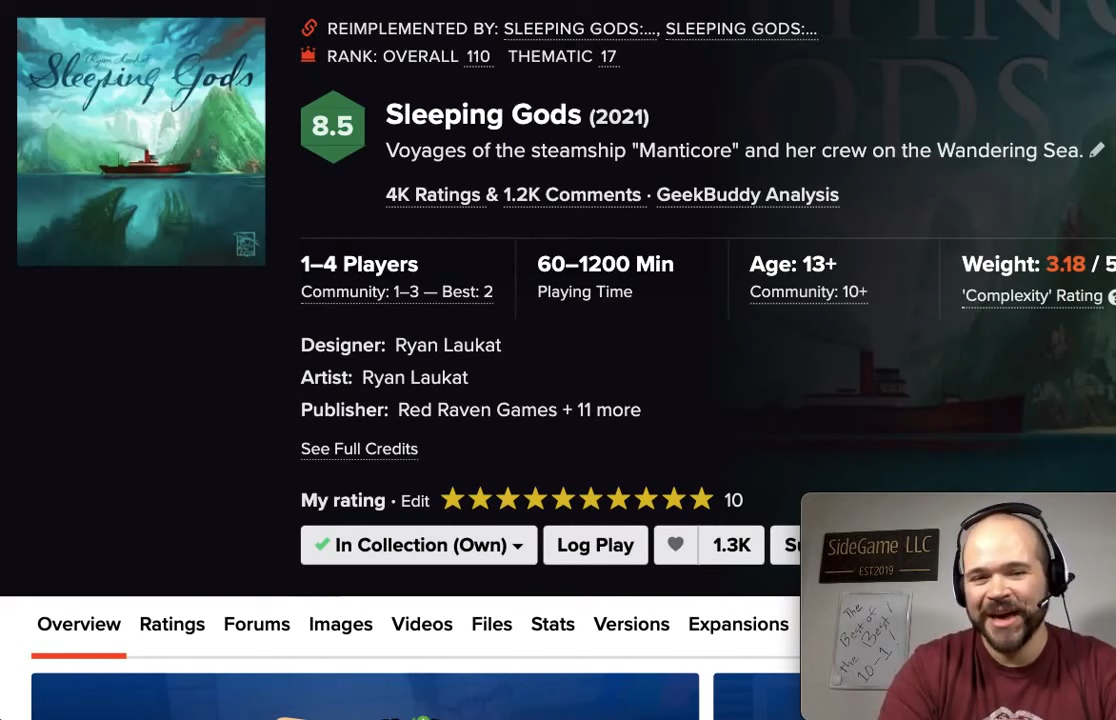 REIMPLEMENTED BY: SLEEPING GODS:..., SLEEPING GODS:...
RANK: OVERALL 110 THEMATIC 17
Ryan Laukat
Sleeping Gods
8.5
Sleeping Gods (2021)
Voyages of the steamship "Manticore" and her crew on the Wandering Sea.
4K Ratings & 1.2K Comments · GeekBuddy Analysis
1–4 Players
Community: 1–3 — Best: 2
60–1200 Min
Playing Time
Age: 13+
Community: 10+
Weight: 3.18 / 5
'Complexity' Rating
Designer: Ryan Laukat
Artist: Ryan Laukat
Publisher: Red Raven Games + 11 more
See Full Credits
My rating · Edit 10
In Collection (Own)
Log Play
1.3K
Su
SideGame LLC
EST.2019
The
Best of
the Best!
10-1!
Overview Ratings Forums Images Videos Files Stats Versions Expansions